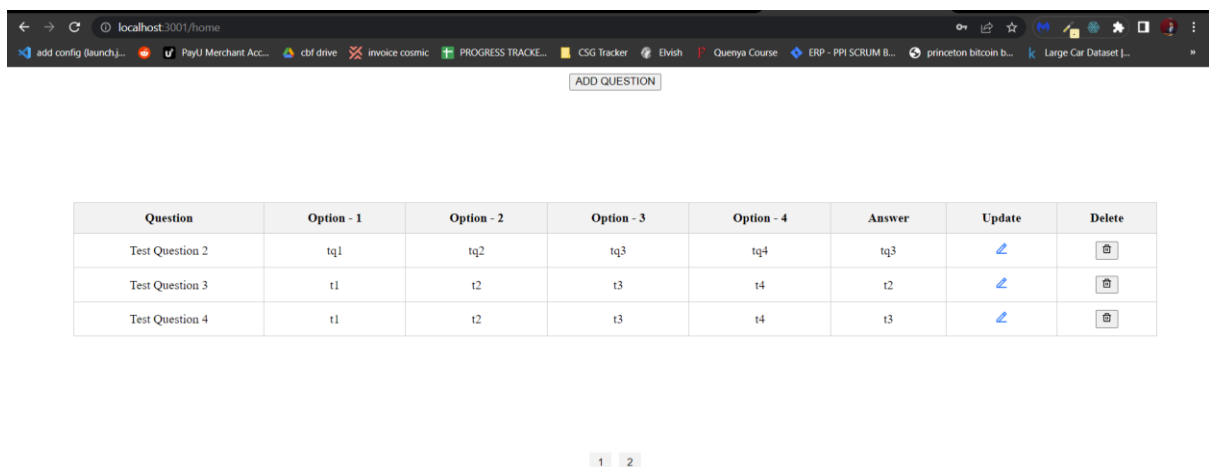 localhost:3001/home
add config (launch.j... PayU Merchant Acc... cbf drive invoice cosmic PROGRESS TRACKE... CSG Tracker Elvish Quenya Course ERP - PPI SCRUM B... princeton bitcoin b... Large Car Dataset |... »
ADD QUESTION
Question Option - 1 Option - 2 Option - 3 Option - 4 Answer Update Delete
Test Question 2 tq1 tq2 tq3 tq4 tq3
Test Question 3 t1 t2 t3 t4 t2
Test Question 4 t1 t2 t3 t4 t3
1 2